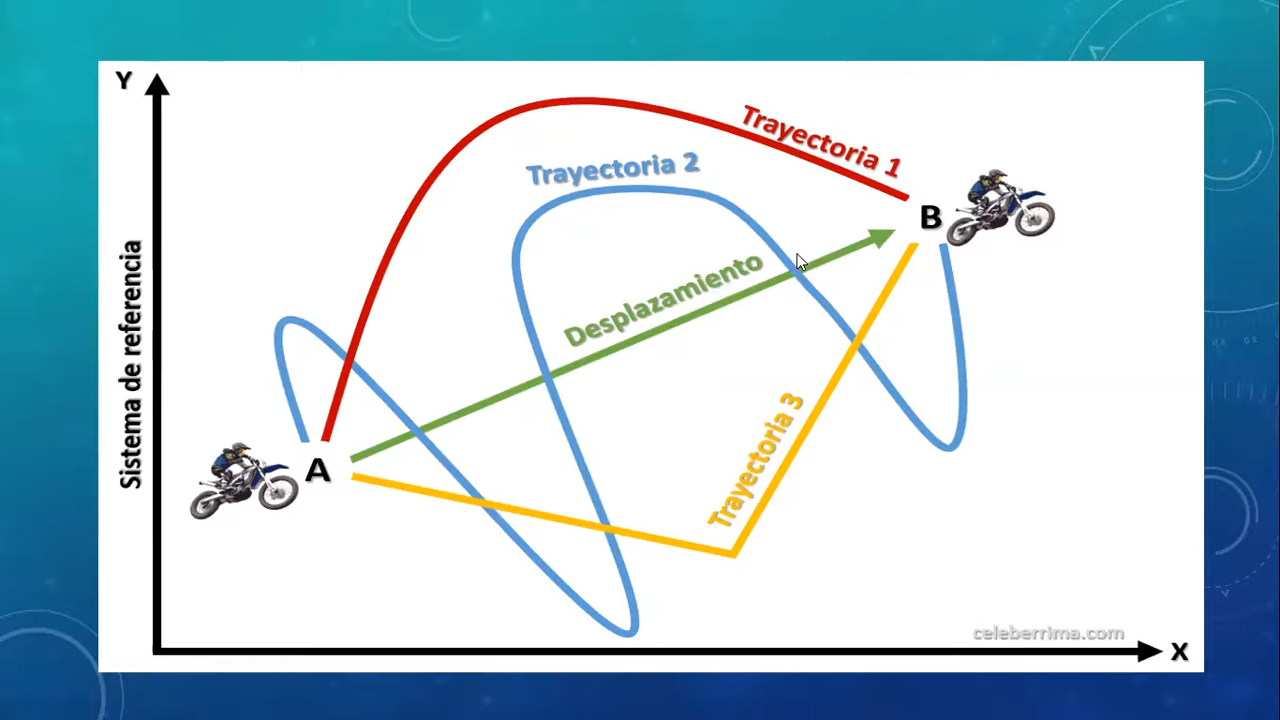 Y
Trayectoria 1
Trayectoria 2
B
Desplazamiento
Sistema de referencia
Trayectoria 3
A
celeberrima.com
X